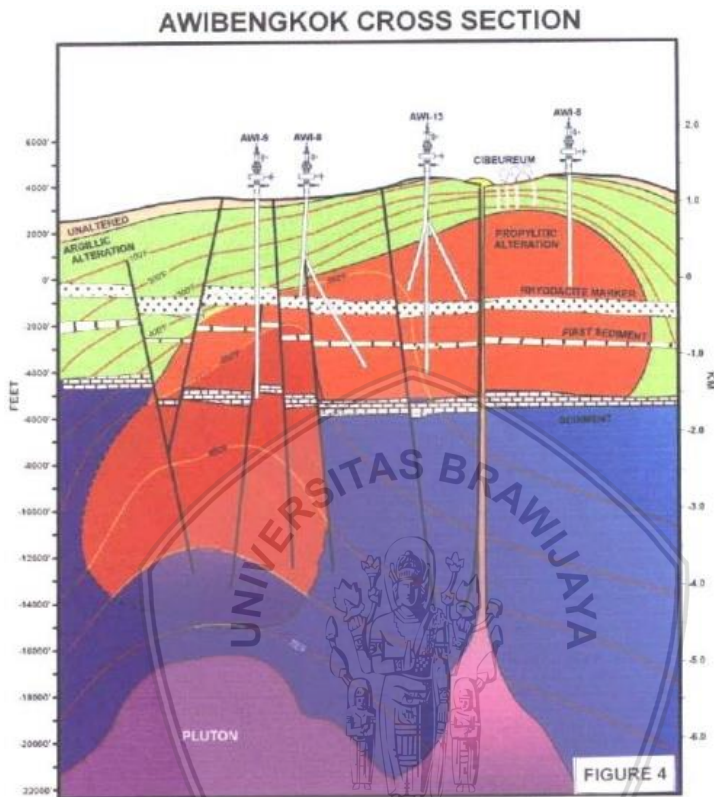 AWIBENGKOK CROSS SECTION
AWI-9
AWI-8
AWI-13
CIBEUREUM
6000'
4000'
2000'
0'
-2000'
-4000'
-6000'
-8000'
-10000'
-14000'
-16000'
-18000'
-20000'
22000'
FEET
2.0
1.0
0
-1.0
-2.0
-3.0
-4.0
-5.0
-6.0
KM
UNALTERED
ARGILLIC
ALTERATION
PROPYLITIC
ALTERATION
RHYODACITE MARKER
FIRST SEDIMENT
SEDIMENT
UNIVERSITAS BRAWIJAYA
PLUTON
FIGURE 4